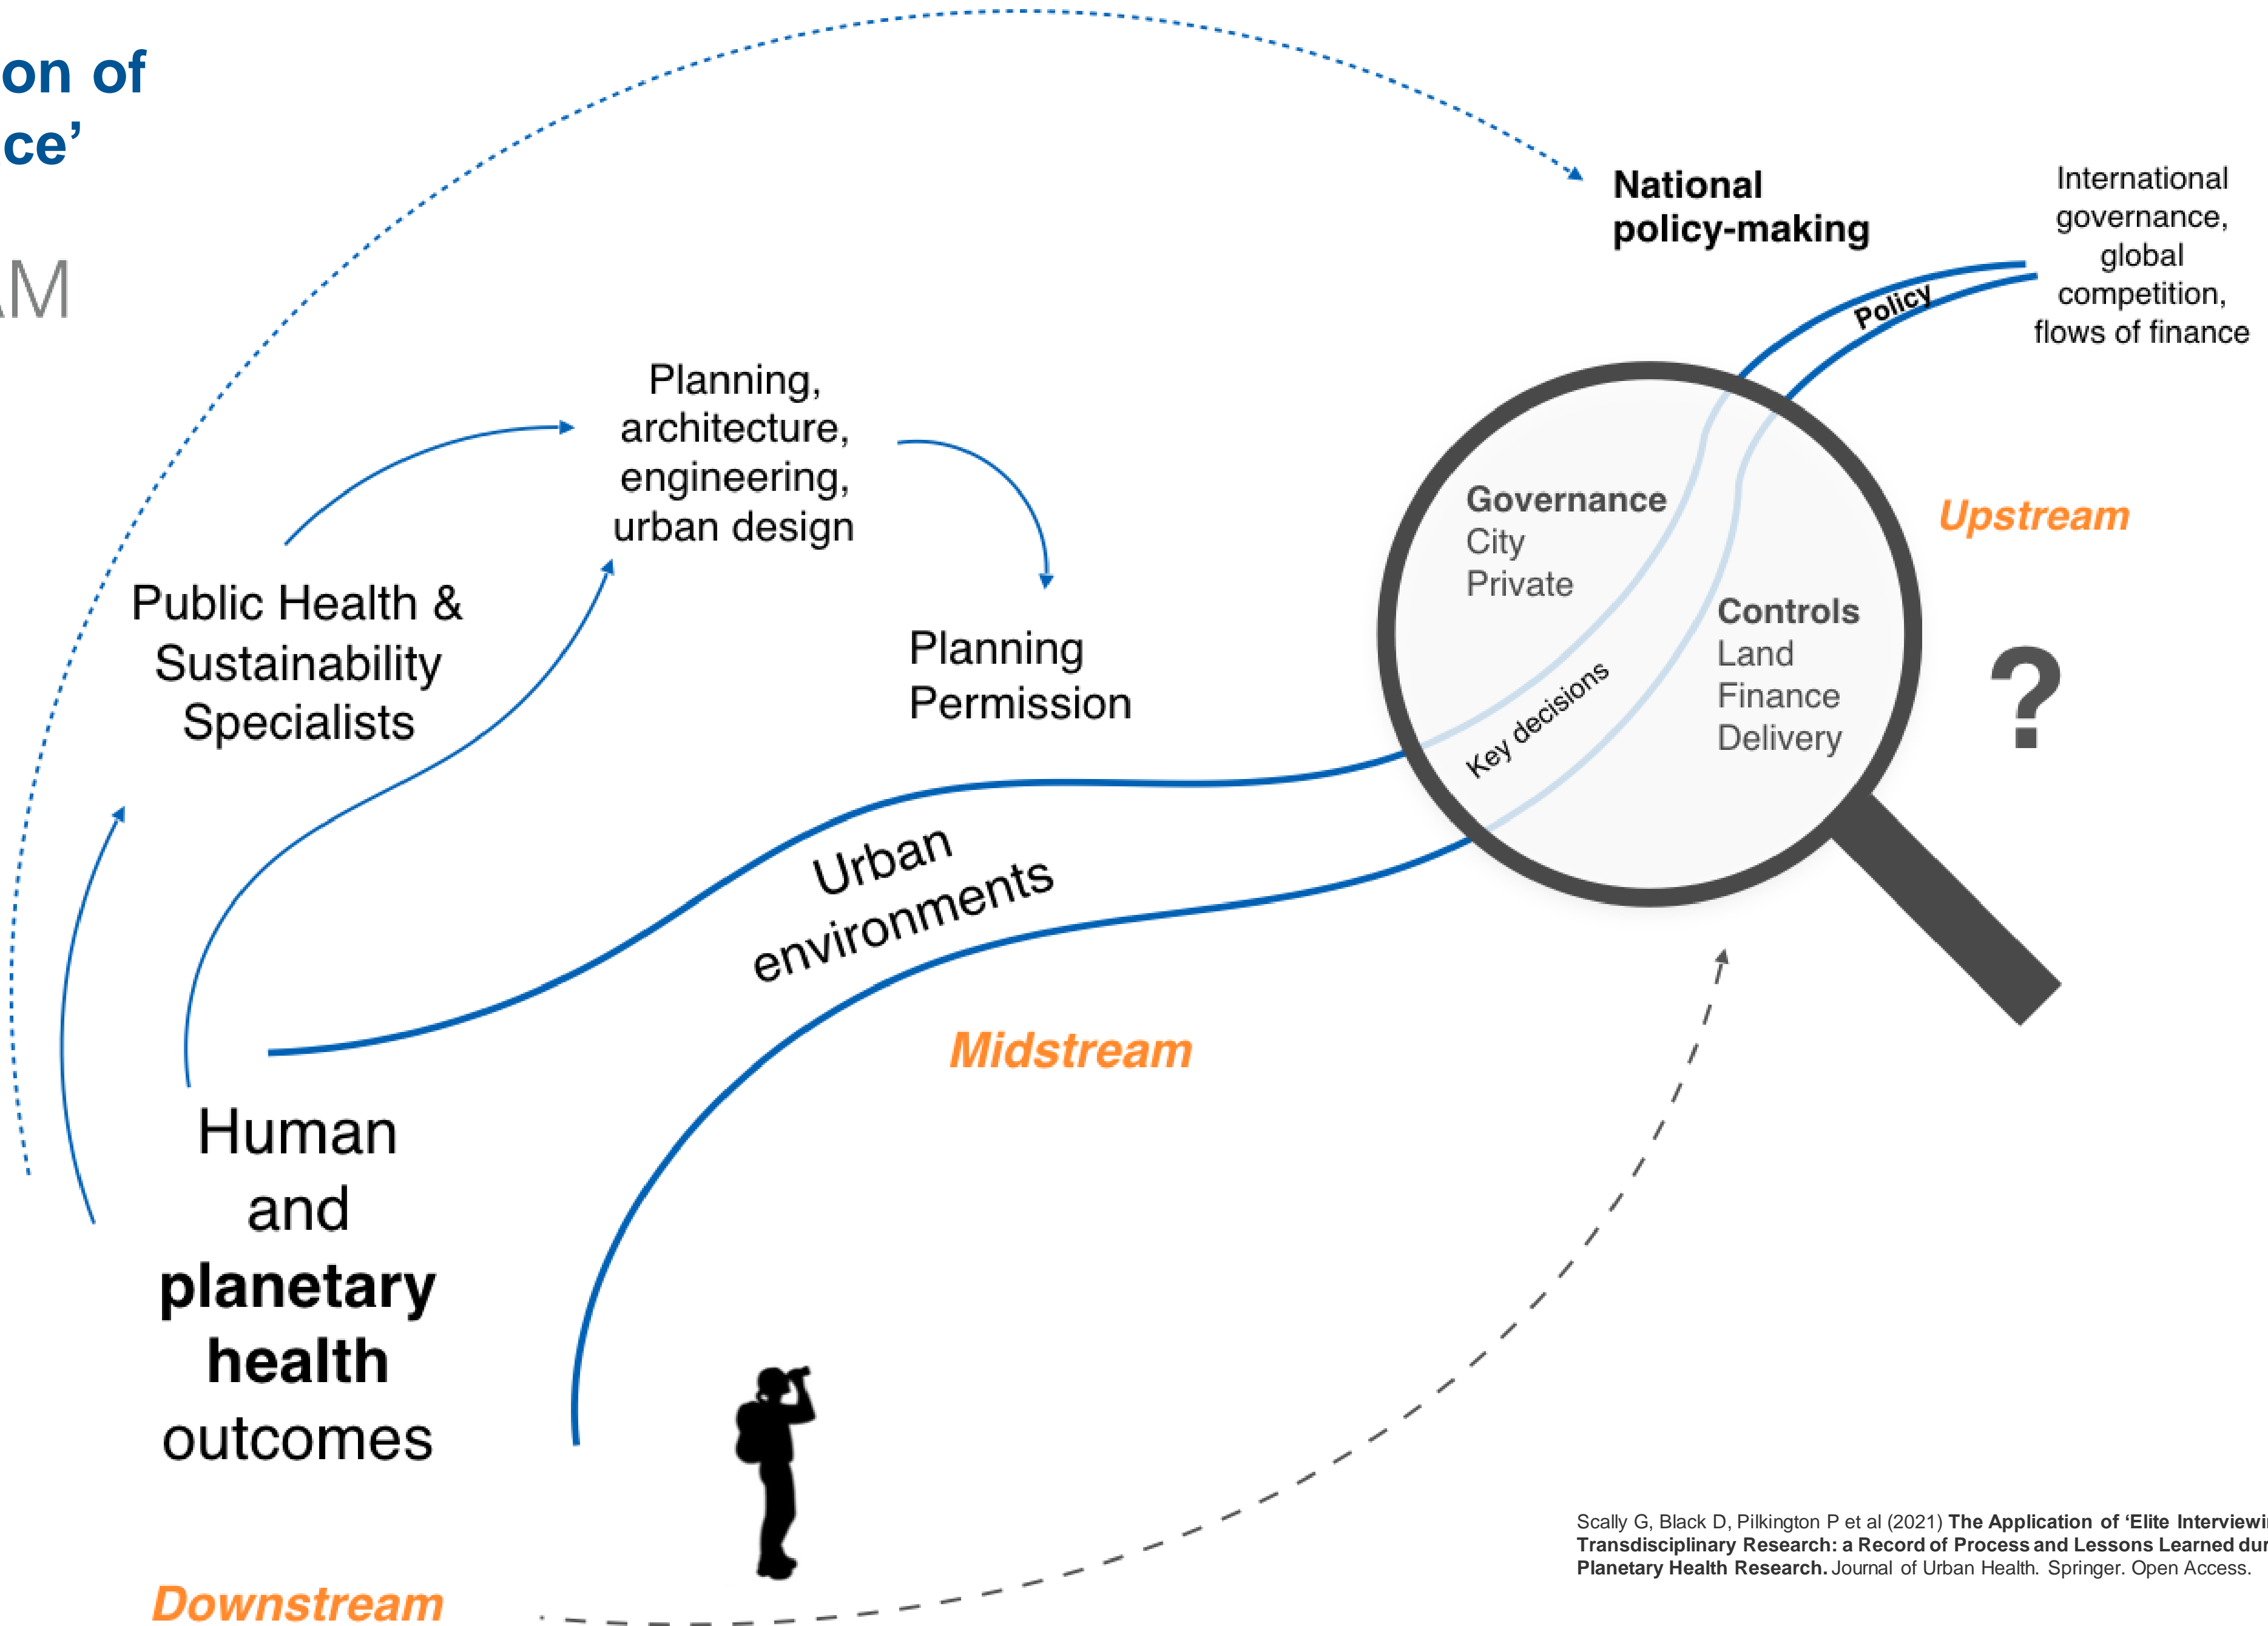 on of
ce’
AM
National
policy-making
International
governance,
global
competition,
flows of finance
Policy
Planning,
architecture,
engineering,
urban design
Public Health &
Sustainability
Specialists
Planning
Permission
Governance
City
Private
Controls
Land
Finance
Delivery
Key decisions
Upstream
?
Urban
environments
Midstream
Human
and
planetary
health
outcomes
Downstream
Scally G, Black D, Pilkington P et al (2021) The Application of ‘Elite Interviewi
Transdisciplinary Research: a Record of Process and Lessons Learned dur
Planetary Health Research. Journal of Urban Health. Springer. Open Access.